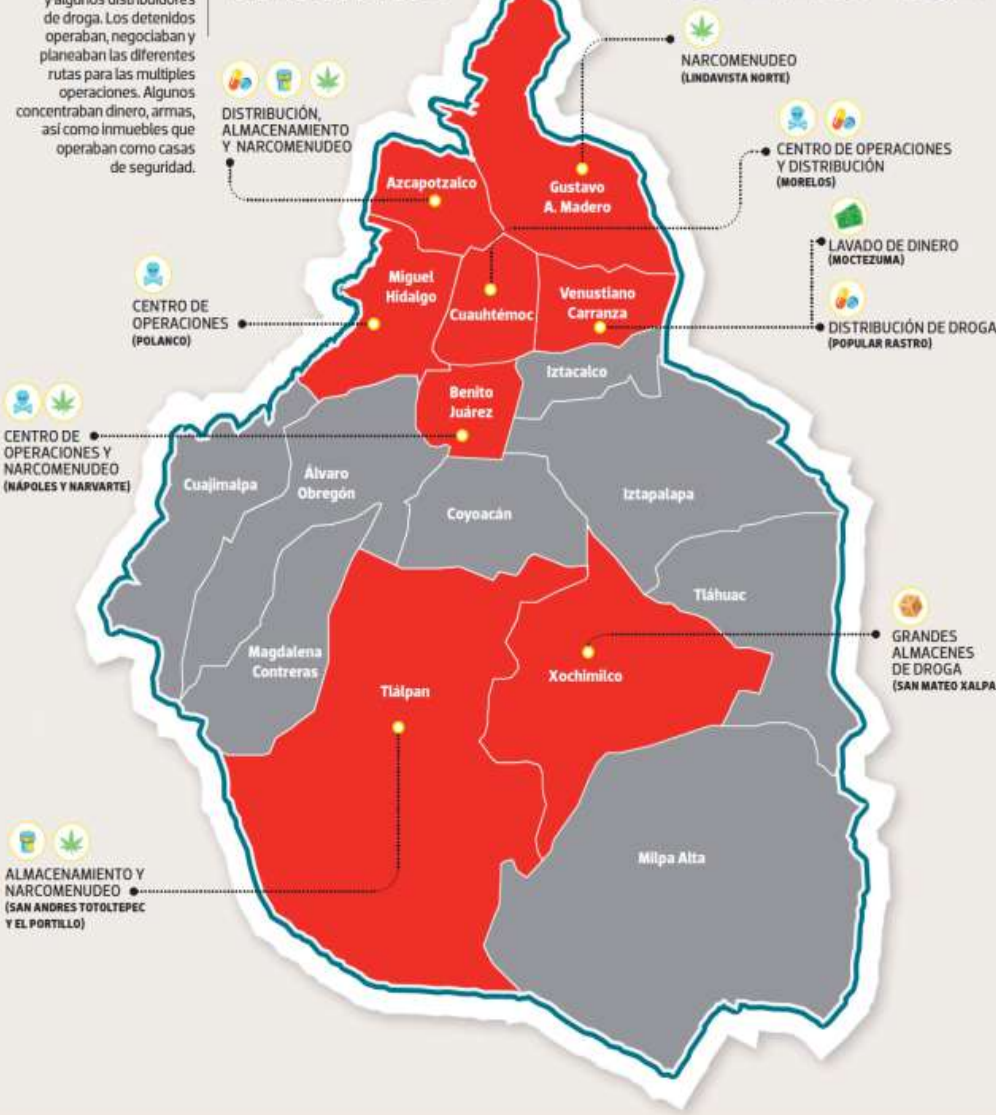 y algunos distribuidores
de droga. Los detenidos
operaban, negociaban y
planeaban las diferentes
rutas para las multiples
operaciones. Algunos
concentraban dinero, armas,
así como inmuebles que
operaban como casas
de seguridad.
DISTRIBUCIÓN,
ALMACENAMIENTO
Y NARCOMENUDEO
NARCOMENUDEO
(LINDAVISTA NORTE)
CENTRO DE OPERACIONES
Y DISTRIBUCIÓN
(MORELOS)
LAVADO DE DINERO
(MOCTEZUMA)
DISTRIBUCIÓN DE DROGA
(POPULAR RASTRO)
CENTRO DE
OPERACIONES
(POLANCO)
CENTRO DE
OPERACIONES Y
NARCOMENUDEO
(NÁPOLES Y NARVARTE)
GRANDES
ALMACENES
DE DROGA
(SAN MATEO XALPA
ALMACENAMIENTO Y
NARCOMENUDEO
(SAN ANDRES TOTOLTEPEC
Y EL PORTILLO)
Azcapotzalco
Gustavo
A. Madero
Miguel
Hidalgo
Cuauhtémoc
Venustiano
Carranza
Iztacalco
Benito
Juárez
Cuajimalpa
Álvaro
Obregón
Coyoacán
Iztapalapa
Tláhuac
Magdalena
Contreras
Tlálpan
Xochimilco
Milpa Alta